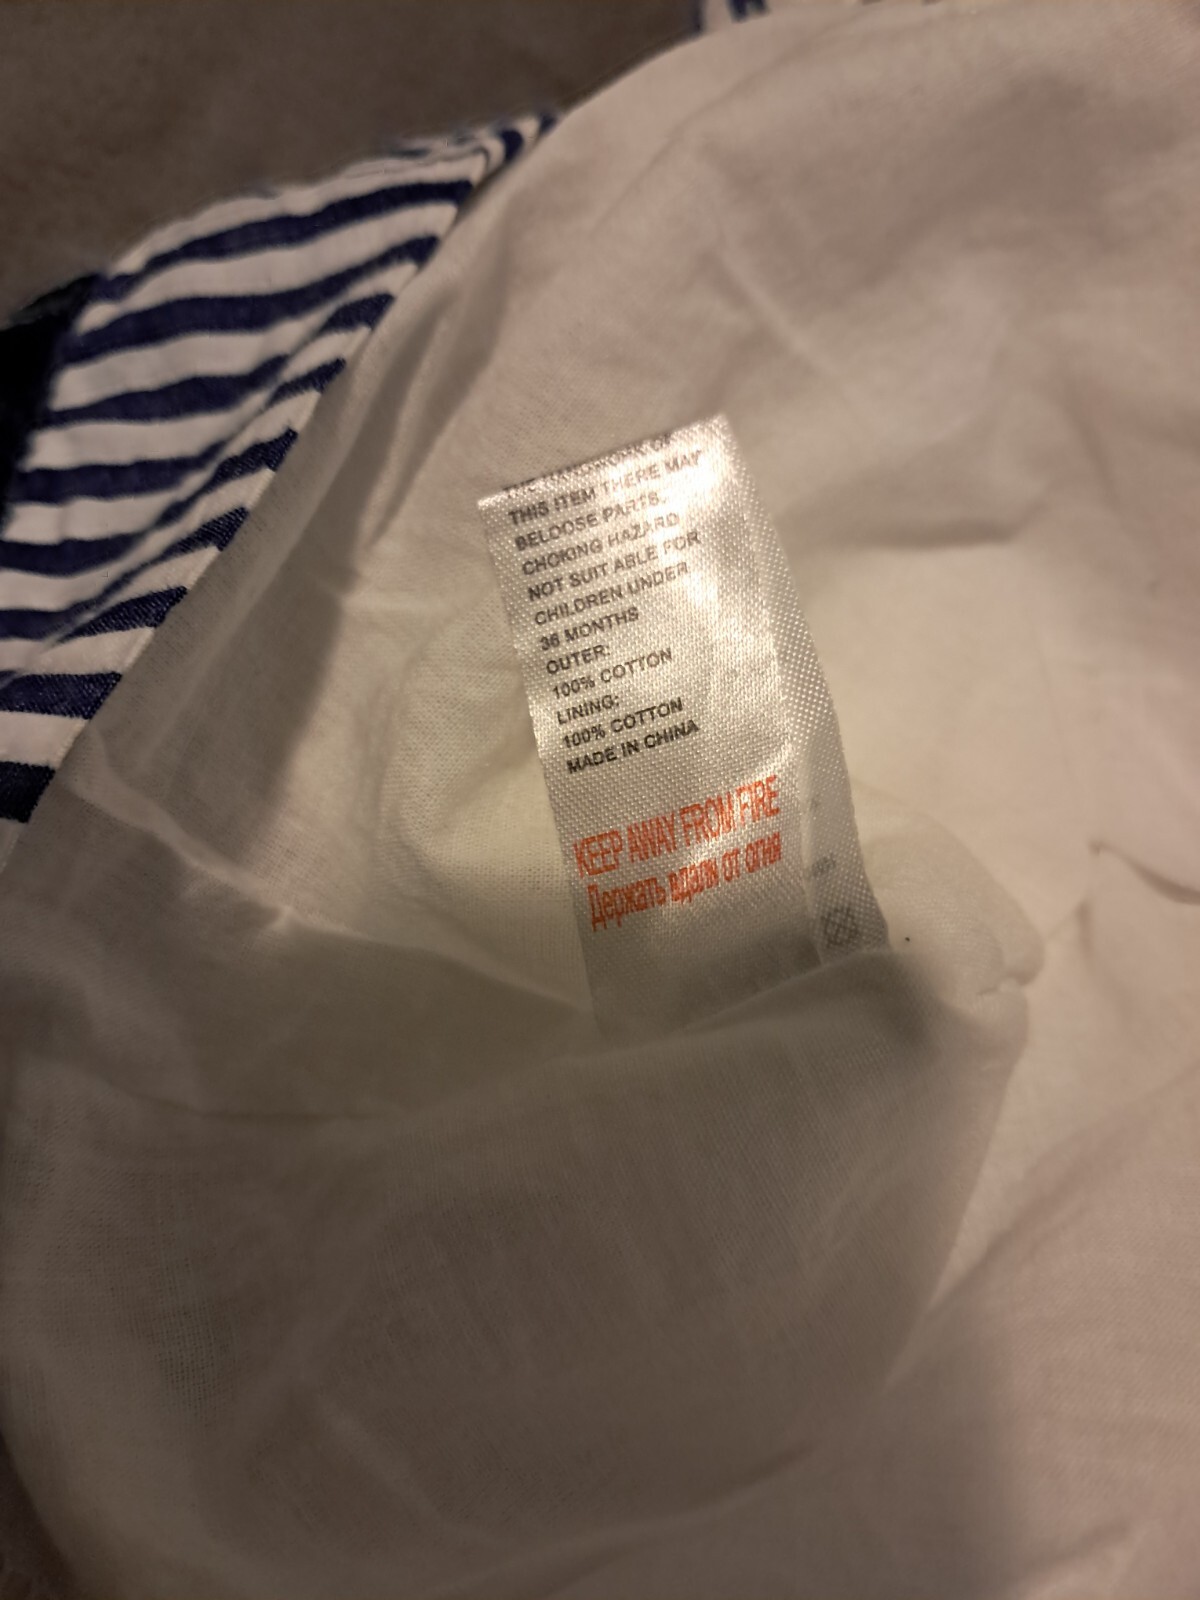 THIS ITEM THERE MAY
BELOOSE PARTS.
CHOKING HAZARD
NOT SUIT ABLE FOR
CHILDREN UNDER
36 MONTHS
OUTER:
100% COTTON
LINING:
100% COTTON
MADE IN CHINA
KEEP AWAY FROM FIRE
Держать вдали от огня